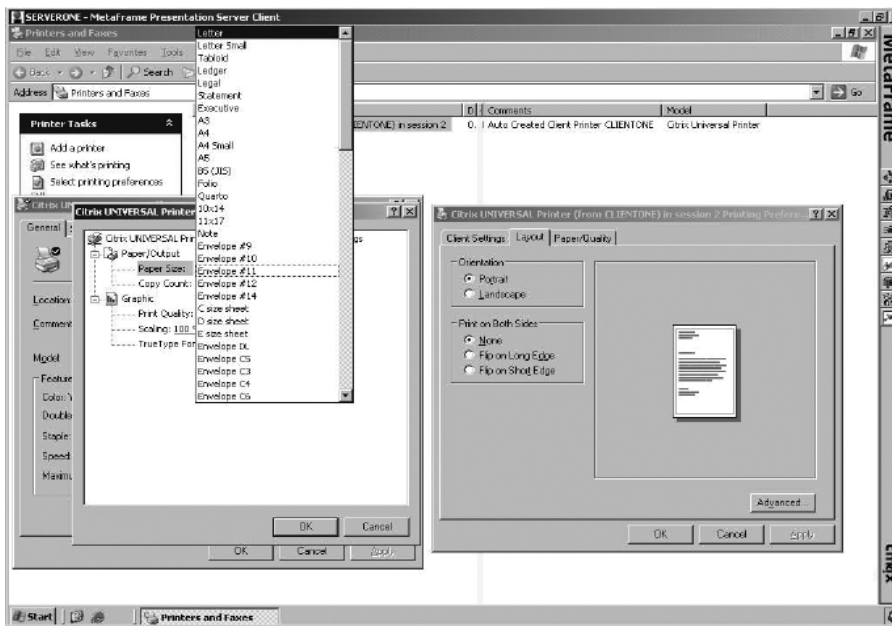 SERVERONE - MetaFrame Presentation Server Client
Printers and Faxes
File Edit View Favorites Tools
Back Search
Address Printers and Faxes Go
Printer Tasks
Add a printer
See what's printing
Select printing preferences
Comments Model
CLIENTONE] in session 2 0. Auto Created Client Printer CLIENTONE Citrix Universal Printer
Letter
Letter Small
Tabloid
Ledger
Legal
Statement
Executive
A3
A4
A4 Small
A5
B5 (JIS)
Folio
Quarto
10x14
11x17
Note
Envelope #9
Envelope #10
Envelope #11
Envelope #12
Envelope #14
C size sheet
D size sheet
E size sheet
Envelope DL
Envelope C5
Envelope C3
Envelope C4
Envelope C6
General
Location
Comment
Model
Feature
Color: Y
Double
Staple:
Speed
Maximu
OK Cancel Apply
Citrix UNIVERSAL Printer
Citrix UNIVERSAL Prin
Paper/Output
Paper Size:
Copy Count:
Graphic
Print Quality:
Scaling: 100
TrueType Fon
OK Cancel
Citrix UNIVERSAL Printer (from CLIENTONE) in session 2 Printing Prefere...
Client Settings Layout Paper/Quality
Orientation
Portrait
Landscape
Print on Both Sides
None
Flip on Long Edge
Flip on Short Edge
Advanced...
OK Cancel Apply
MetaFrame
citrix
Start Printers and Faxes